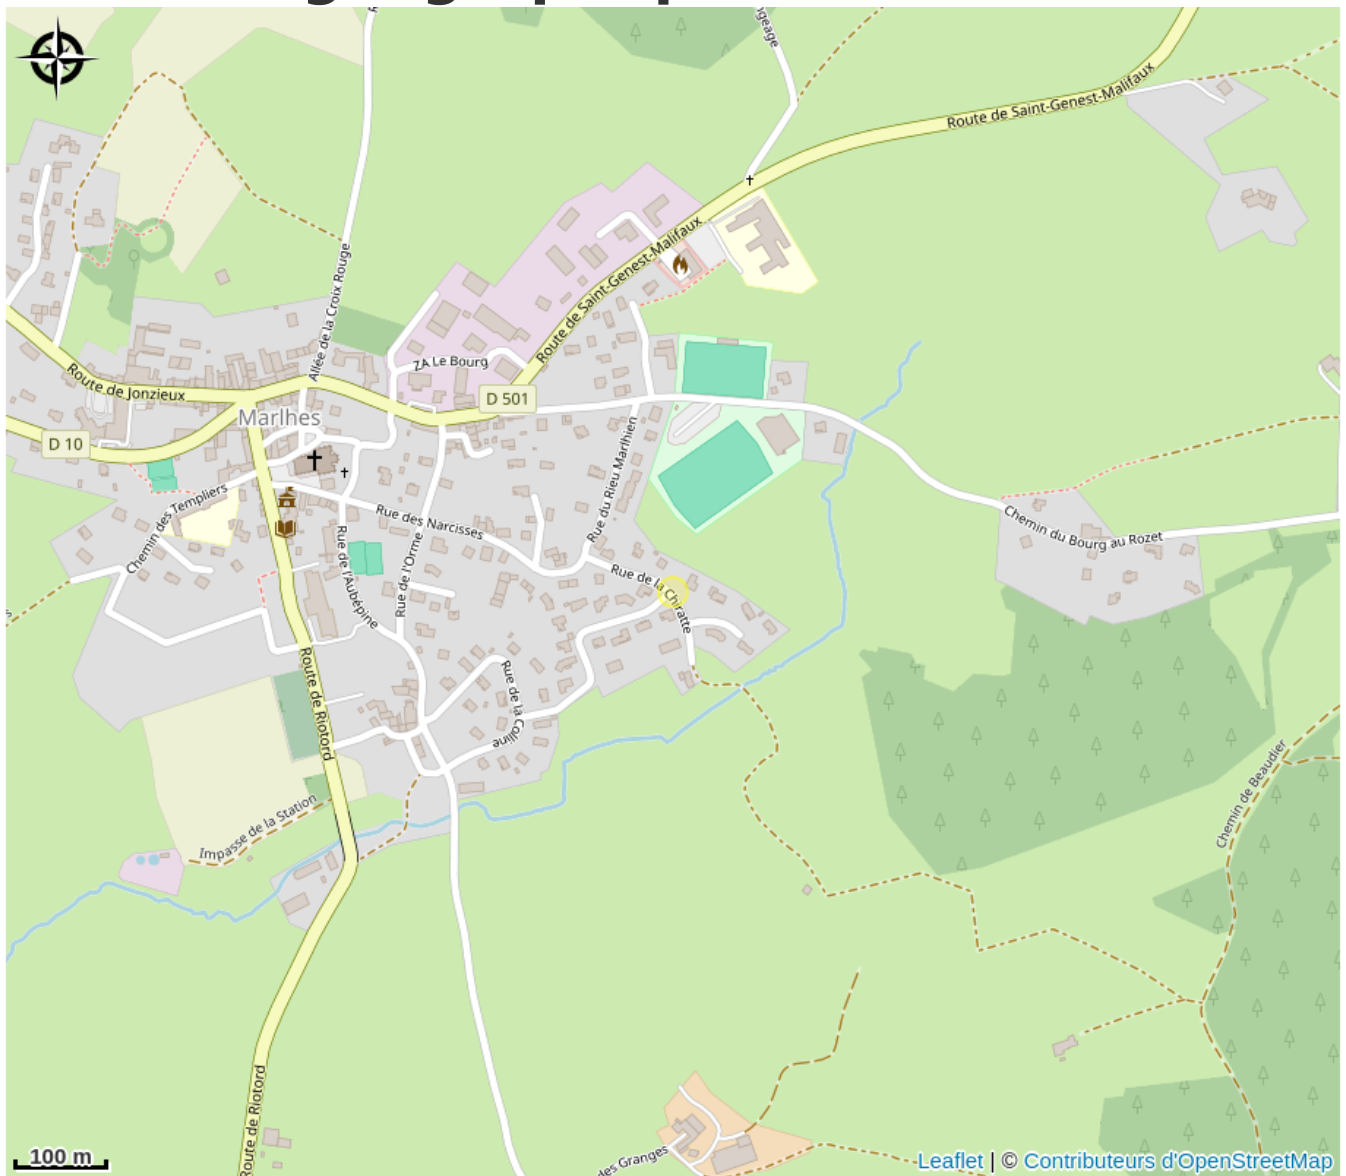 Route de Saint-Genest-Malifaux
Allée de la Croix Rouge
Route de Saint-Genest-Malifaux
ZA Le Bourg
Route de Jonzieux
D 501
Marlhes
D 10
Chemin des Templiers
Rue des Narcisses
Rue du Rieu Marlhien
Chemin du Bourg au Rozet
Rue de l'Aubépine
Rue de l'Orme
Rue de la Chiratte
Route de Riotord
Rue de la Colline
Chemin de Beaudier
Impasse de la Station
Route de Riotord
des Granges
100 m
Leaflet | © Contributeurs d'OpenStreetMap